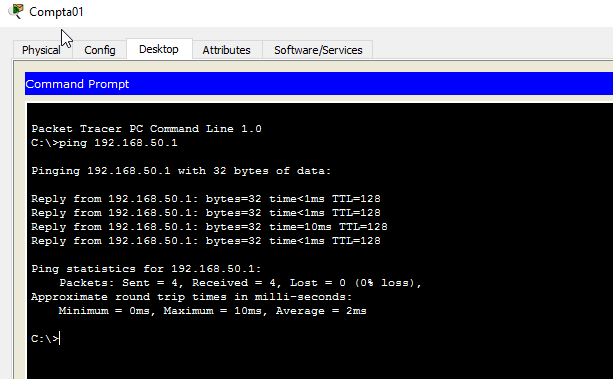 Compta01
Physical Config Desktop Attributes Software/Services
Command Prompt
Packet Tracer PC Command Line 1.0
C:\>ping 192.168.50.1
Pinging 192.168.50.1 with 32 bytes of data:
Reply from 192.168.50.1: bytes=32 time<1ms TTL=128
Reply from 192.168.50.1: bytes=32 time<1ms TTL=128
Reply from 192.168.50.1: bytes=32 time=10ms TTL=128
Reply from 192.168.50.1: bytes=32 time<1ms TTL=128
Ping statistics for 192.168.50.1:
Packets: Sent = 4, Received = 4, Lost = 0 (0% loss),
Approximate round trip times in milli-seconds:
Minimum = 0ms, Maximum = 10ms, Average = 2ms
C:\>